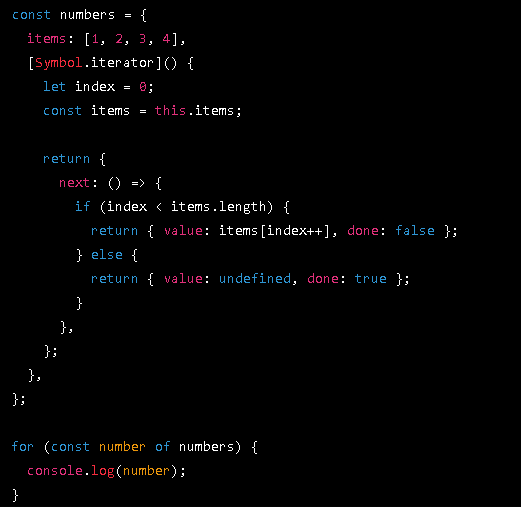 const numbers = {
  items: [1, 2, 3, 4],
  [Symbol.iterator]() {
    let index = 0;
    const items = this.items;

    return {
      next: () => {
        if (index < items.length) {
          return { value: items[index++], done: false };
        } else {
          return { value: undefined, done: true };
        }
      },
    };
  },
};

for (const number of numbers) {
  console.log(number);
}